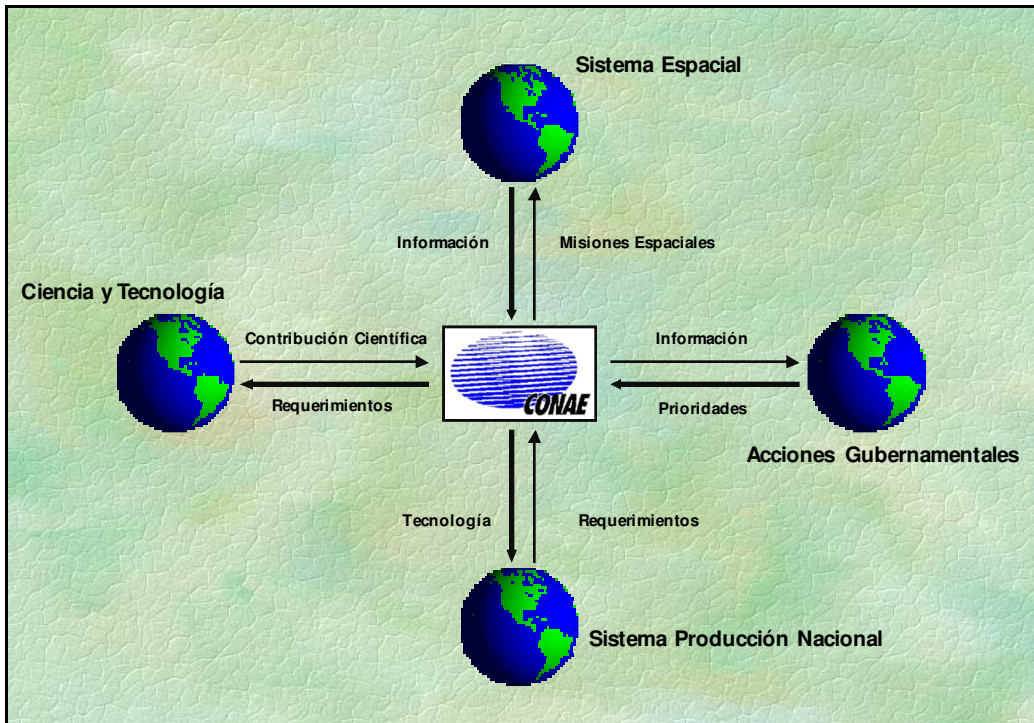 Sistema Espacial
Información
Misiones Espaciales
Ciencia y Tecnología
Contribución Científica
Información
CONAE
Requerimientos
Prioridades
Acciones Gubernamentales
Tecnología
Requerimientos
Sistema Producción Nacional